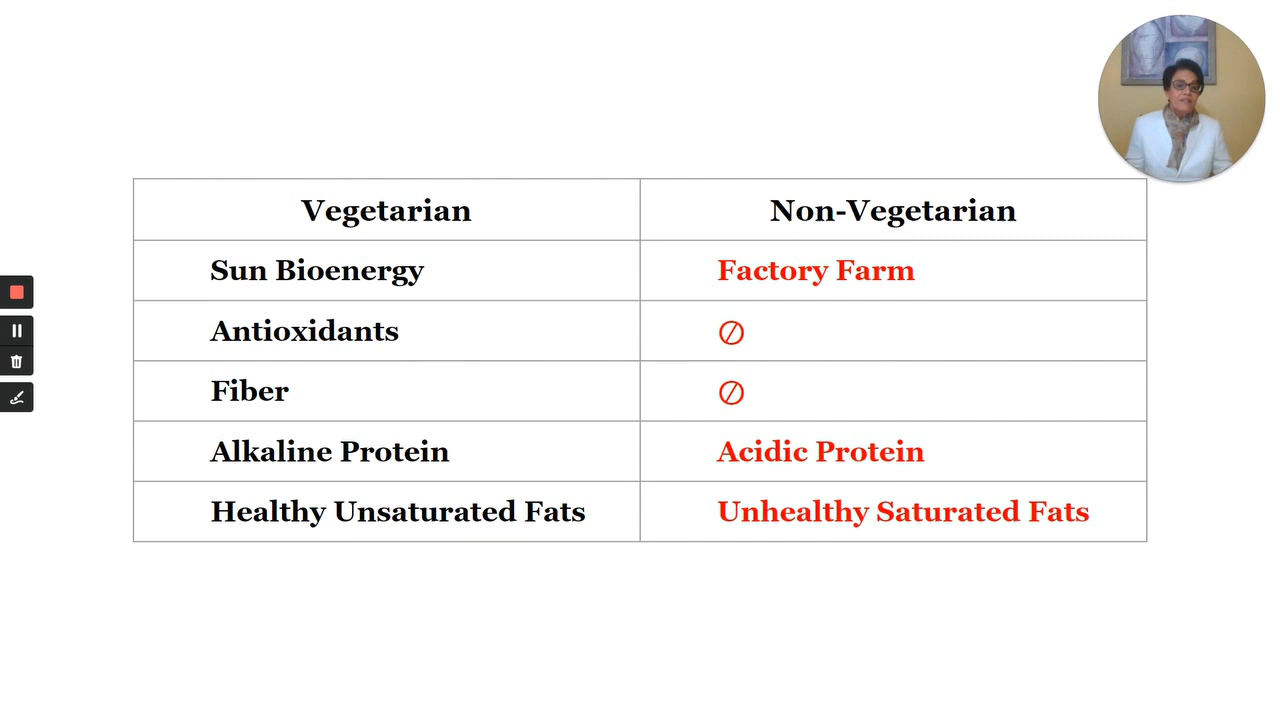 Vegetarian Non-Vegetarian
Sun Bioenergy Factory Farm
Antioxidants ∅
Fiber ∅
Alkaline Protein Acidic Protein
Healthy Unsaturated Fats Unhealthy Saturated Fats